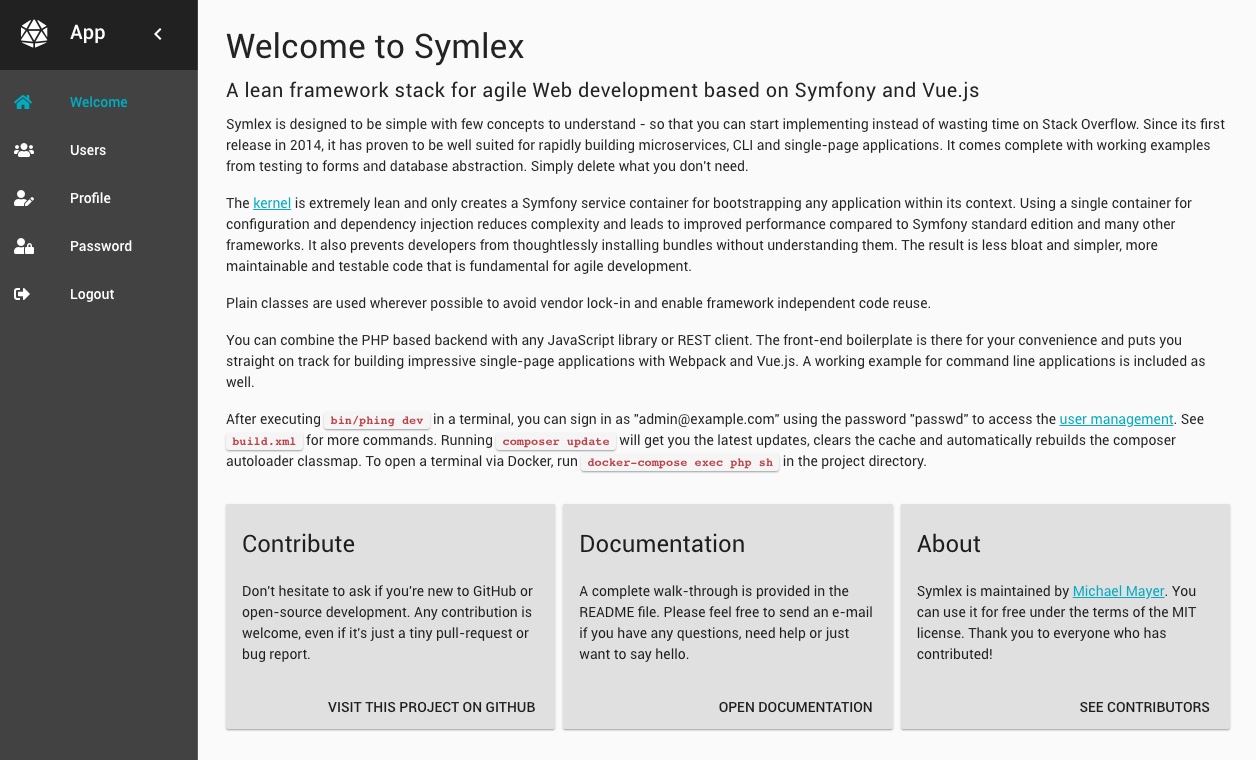 App
Welcome
Users
Profile
Password
Logout
Welcome to Symlex
A lean framework stack for agile Web development based on Symfony and Vue.js
Symlex is designed to be simple with few concepts to understand - so that you can start implementing instead of wasting time on Stack Overflow. Since its first
release in 2014, it has proven to be well suited for rapidly building microservices, CLI and single-page applications. It comes complete with working examples
from testing to forms and database abstraction. Simply delete what you don't need.
The kernel is extremely lean and only creates a Symfony service container for bootstrapping any application within its context. Using a single container for
configuration and dependency injection reduces complexity and leads to improved performance compared to Symfony standard edition and many other
frameworks. It also prevents developers from thoughtlessly installing bundles without understanding them. The result is less bloat and simpler, more
maintainable and testable code that is fundamental for agile development.
Plain classes are used wherever possible to avoid vendor lock-in and enable framework independent code reuse.
You can combine the PHP based backend with any JavaScript library or REST client. The front-end boilerplate is there for your convenience and puts you
straight on track for building impressive single-page applications with Webpack and Vue.js. A working example for command line applications is included as
well.
After executing bin/phing dev in a terminal, you can sign in as "admin@example.com" using the password "passwd" to access the user management. See
build.xml for more commands. Running composer update will get you the latest updates, clears the cache and automatically rebuilds the composer
autoloader classmap. To open a terminal via Docker, run docker-compose exec php sh in the project directory.
Contribute
Don't hesitate to ask if you're new to GitHub or
open-source development. Any contribution is
welcome, even if it's just a tiny pull-request or
bug report.
VISIT THIS PROJECT ON GITHUB
Documentation
A complete walk-through is provided in the
README file. Please feel free to send an e-mail
if you have any questions, need help or just
want to say hello.
OPEN DOCUMENTATION
About
Symlex is maintained by Michael Mayer. You
can use it for free under the terms of the MIT
license. Thank you to everyone who has
contributed!
SEE CONTRIBUTORS